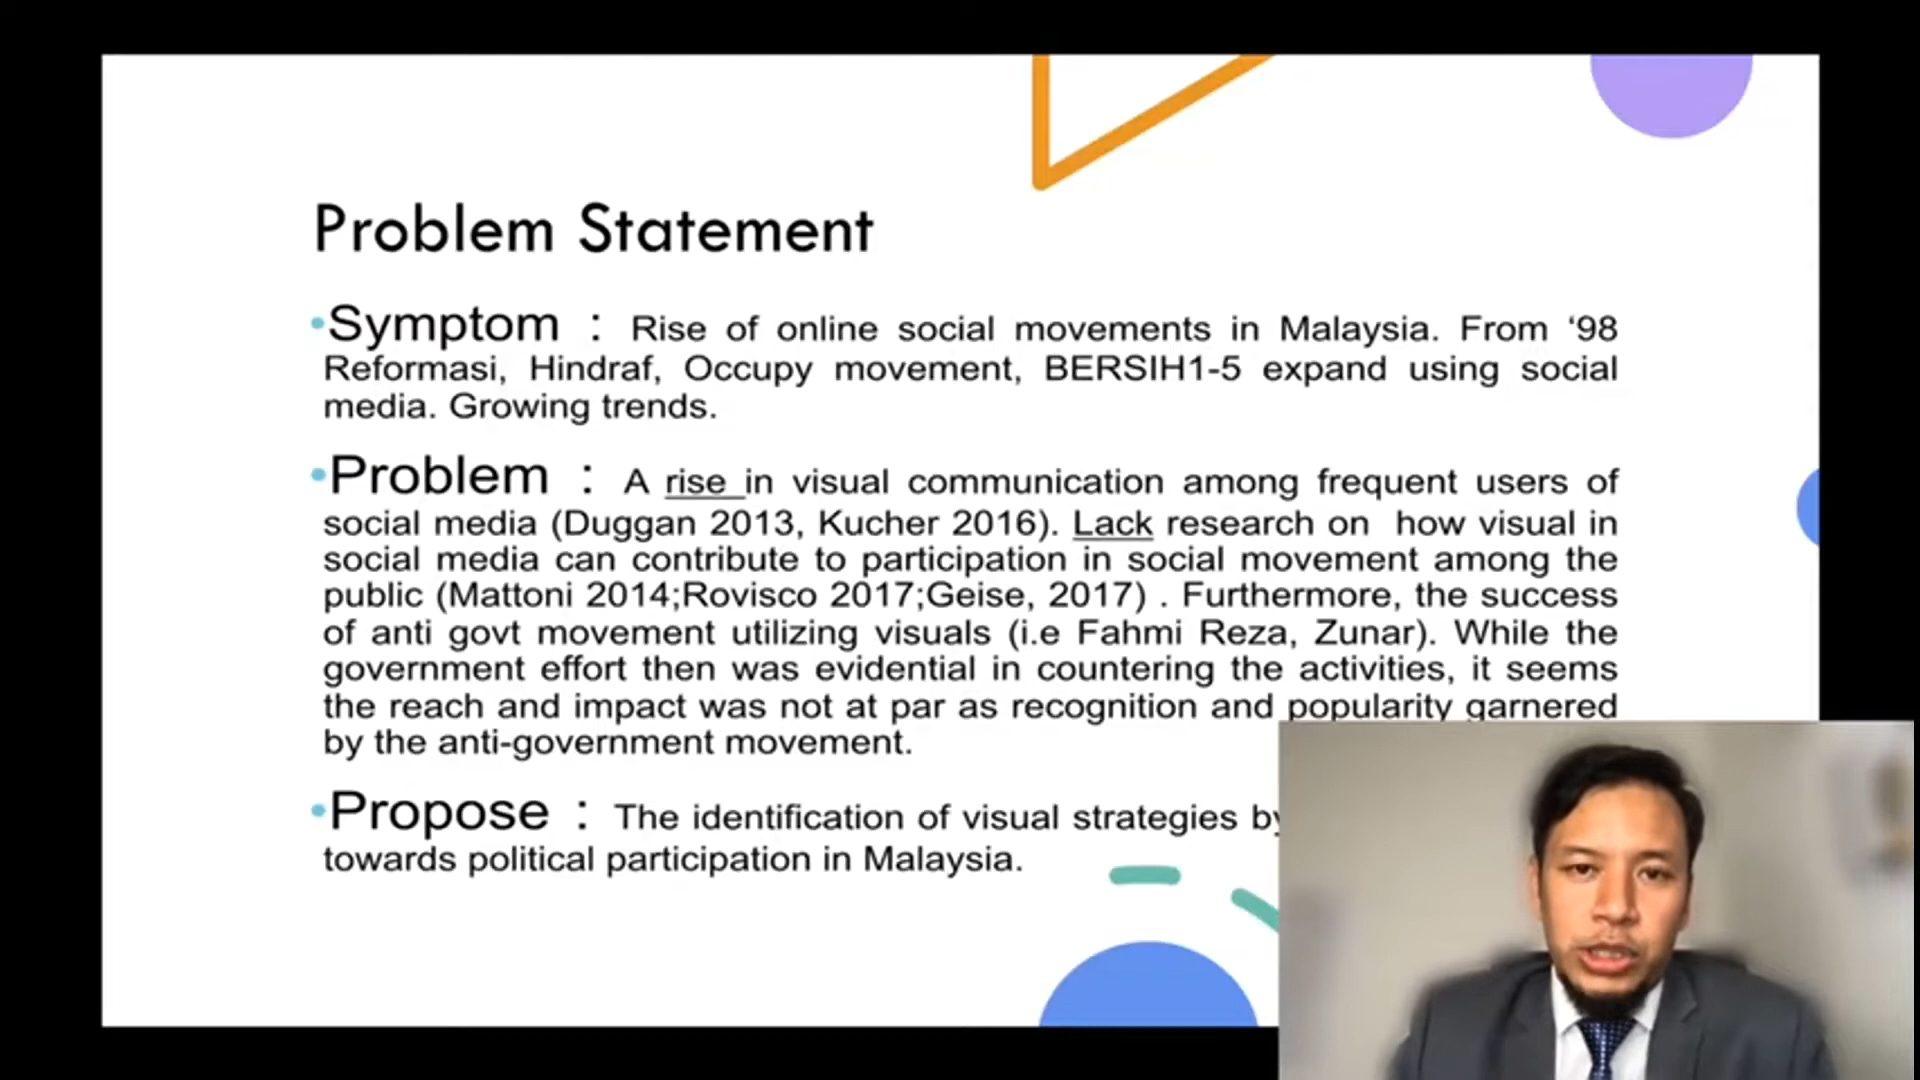 Problem Statement
•Symptom : Rise of online social movements in Malaysia. From ‘98
Reformasi, Hindraf, Occupy movement, BERSIH1-5 expand using social
media. Growing trends.
•Problem : A rise in visual communication among frequent users of
social media (Duggan 2013, Kucher 2016). Lack research on how visual in
social media can contribute to participation in social movement among the
public (Mattoni 2014;Rovisco 2017;Geise, 2017) . Furthermore, the success
of anti govt movement utilizing visuals (i.e Fahmi Reza, Zunar). While the
government effort then was evidential in countering the activities, it seems
the reach and impact was not at par as recognition and popularity garnered
by the anti-government movement.
•Propose : The identification of visual strategies by
towards political participation in Malaysia.